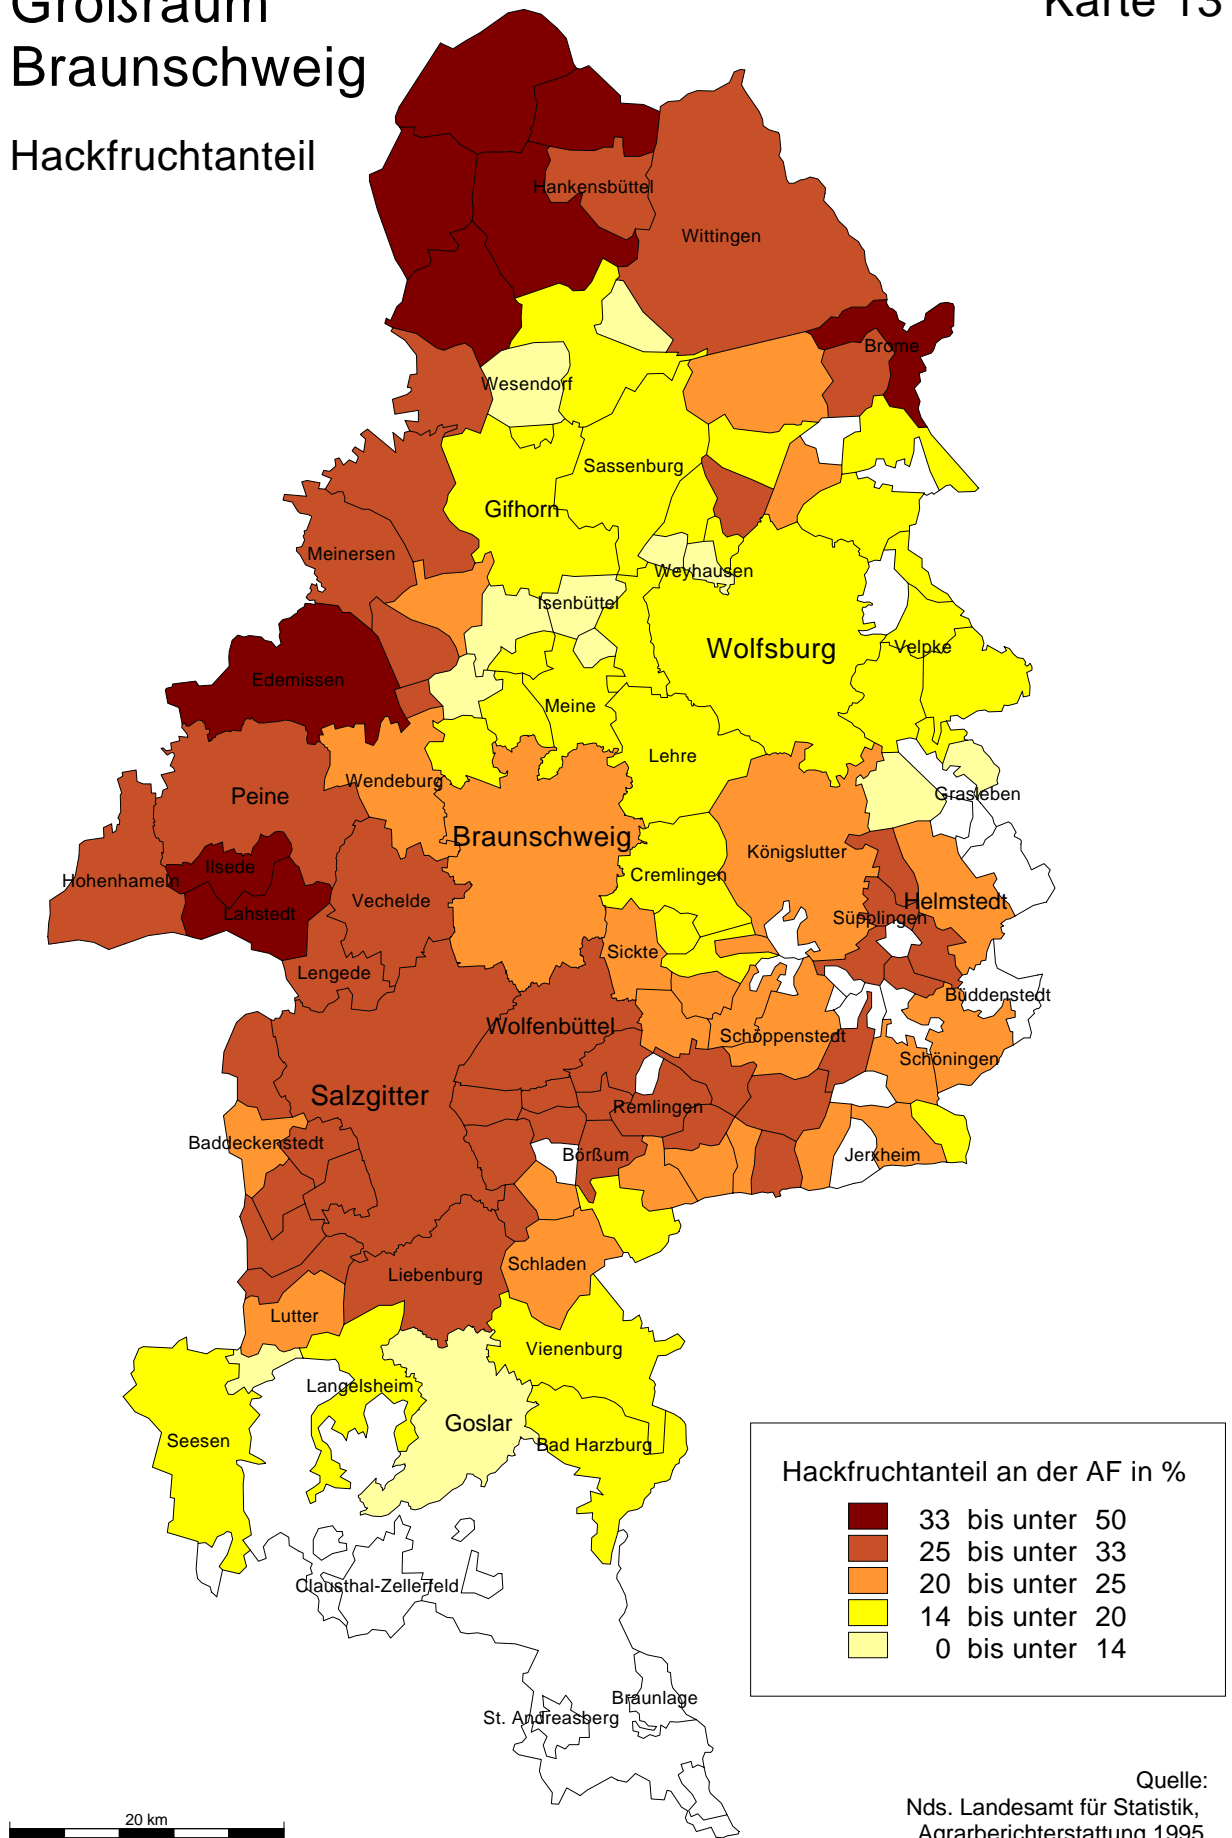 Großraum
Braunschweig
Karte 13
Hackfruchtanteil
Hankensbüttel
Wittingen
Brome
Wesendorf
Sassenburg
Gifhorn
Meinersen
Weyhausen
Isenbüttel
Wolfsburg
Velpke
Edemissen
Meine
Lehre
Wendeburg
Peine
Grasleben
Braunschweig
Königslutter
Ilsede
Cremlingen
Hohenhameln
Vechelde
Helmstedt
Lahstedt
Süpplingen
Sickte
Lengede
Büddenstedt
Wolfenbüttel
Schöppenstedt
Schöningen
Salzgitter
Remlingen
Baddeckenstedt
Börßum
Jerxheim
Schladen
Liebenburg
Lutter
Vienenburg
Langelsheim
Goslar
Seesen
Bad Harzburg
Hackfruchtanteil an der AF in %
33 bis unter 50
25 bis unter 33
20 bis unter 25
14 bis unter 20
0 bis unter 14
Clausthal-Zellerfeld
Braunlage
St. Andreasberg
Quelle:
Nds. Landesamt für Statistik,
Agrarberichterstattung 1995
20 km